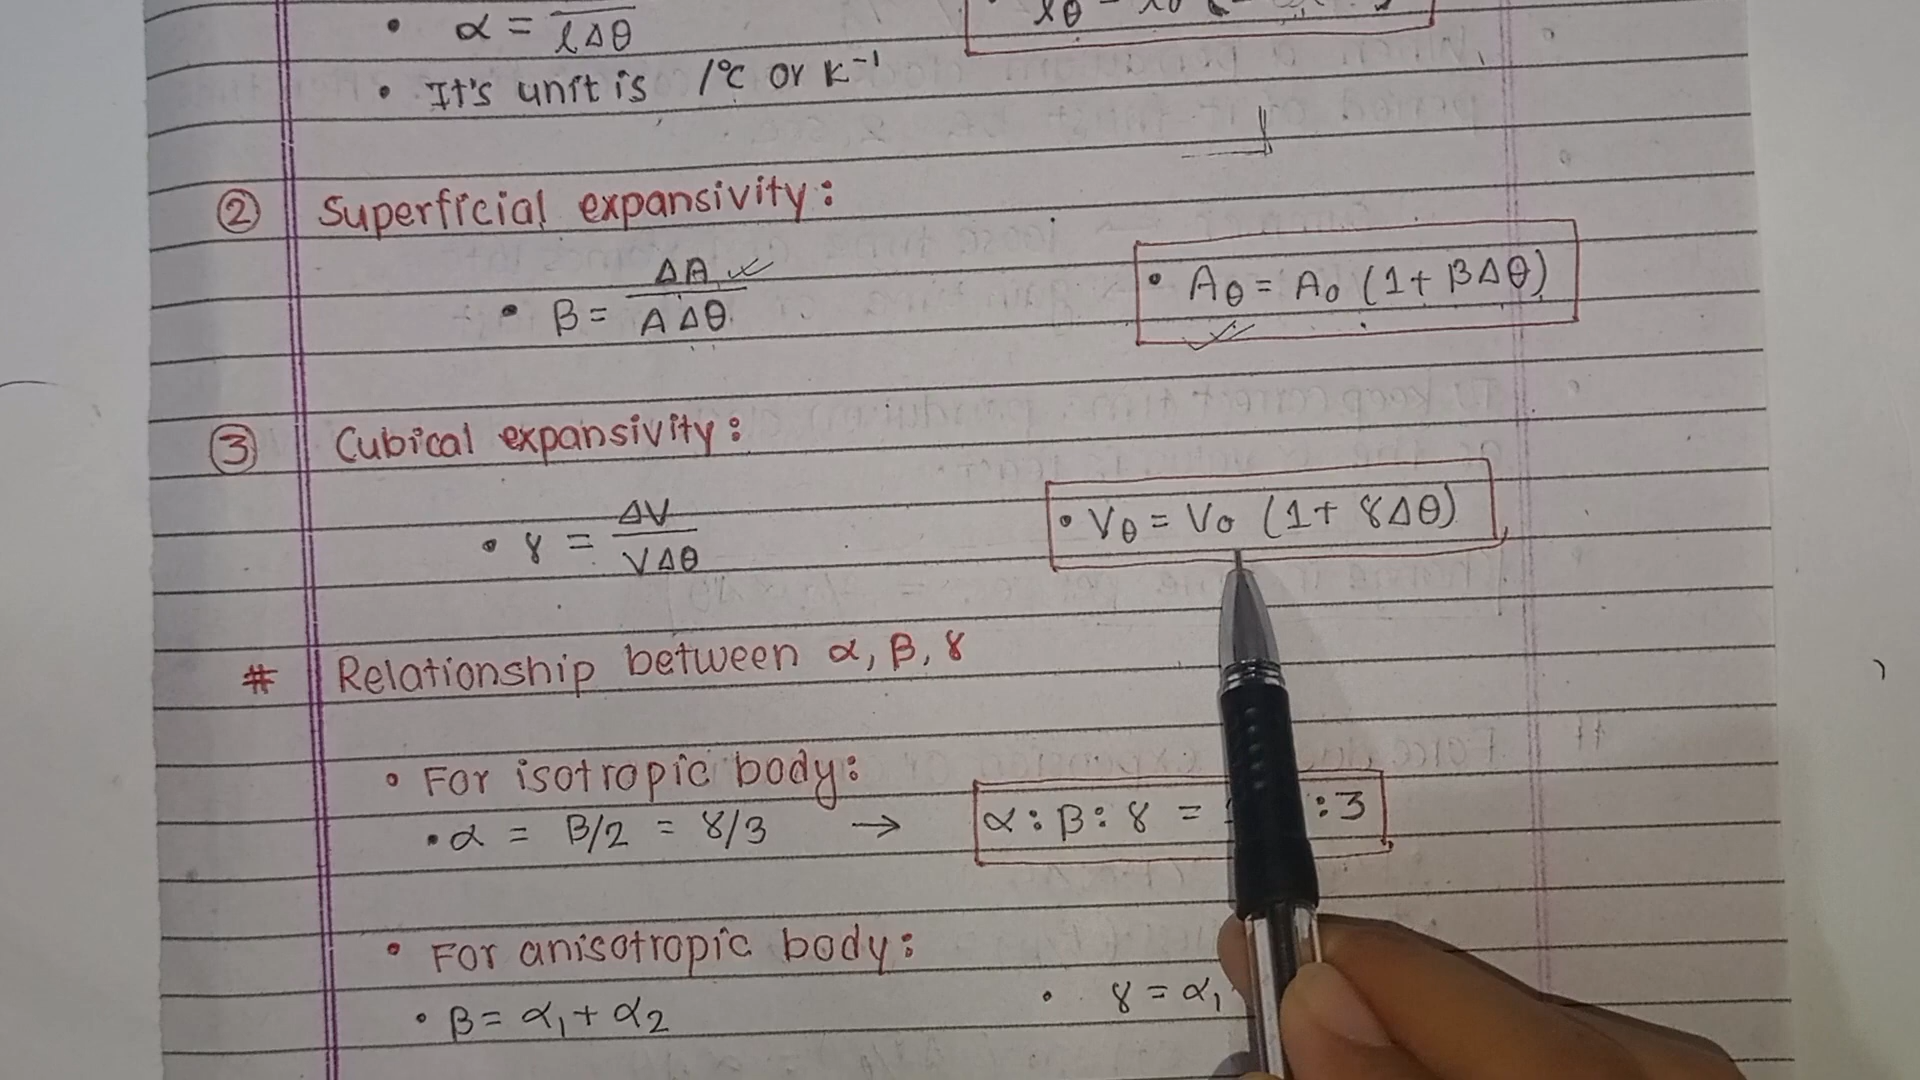 • α = lΔθ
• It's unit is /°C or K⁻¹
② Superficial expansivity:
• β = ΔA / AΔθ
• Aθ = A₀ (1 + βΔθ)
③ Cubical expansivity:
• γ = ΔV / VΔθ
• Vθ = V₀ (1 + γΔθ)
# Relationship between α, β, γ
• For isotropic body:
• α = β/2 = γ/3 → α : β : γ = : 3
• For anisotropic body:
• β = α₁ + α₂
• γ = α₁